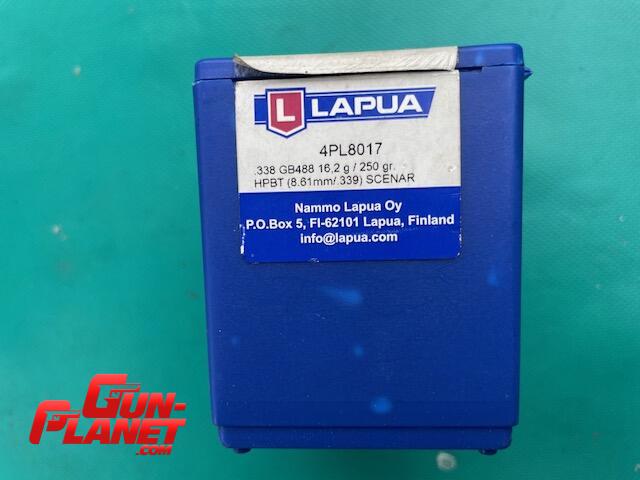 L LAPUA
4PL8017
.338 GB488 16,2 g / 250 gr.
HPBT (8.61mm/.339) SCENAR
Nammo Lapua Oy
P.O.Box 5, FI-62101 Lapua, Finland
info@lapua.com
GUN-
PLANET
.COM